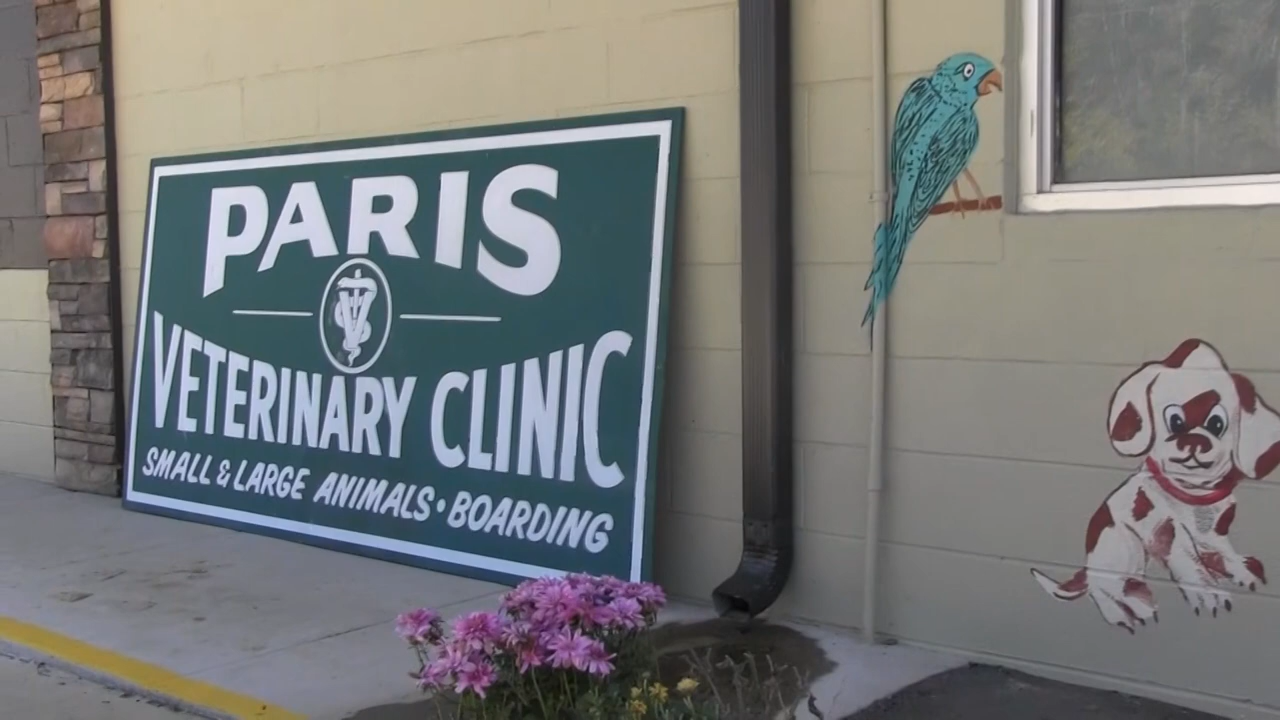 PARIS
V
VETERINARY CLINIC
SMALL & LARGE ANIMALS • BOARDING